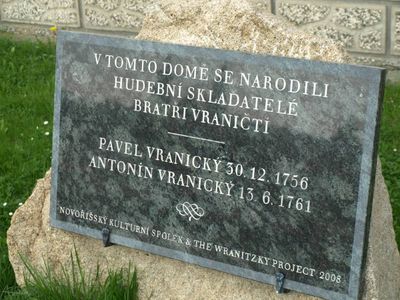 V TOMTO DOMĚ SE NARODILI
HUDEBNÍ SKLADATELÉ
BRATŘI VRANIČTÍ
PAVEL VRANICKÝ 30. 12. 1756
ANTONÍN VRANICKÝ 13. 6. 1761
NOVOŘÍŠSKÝ KULTURNÍ SPOLEK & THE WRANITZKY PROJECT 2008